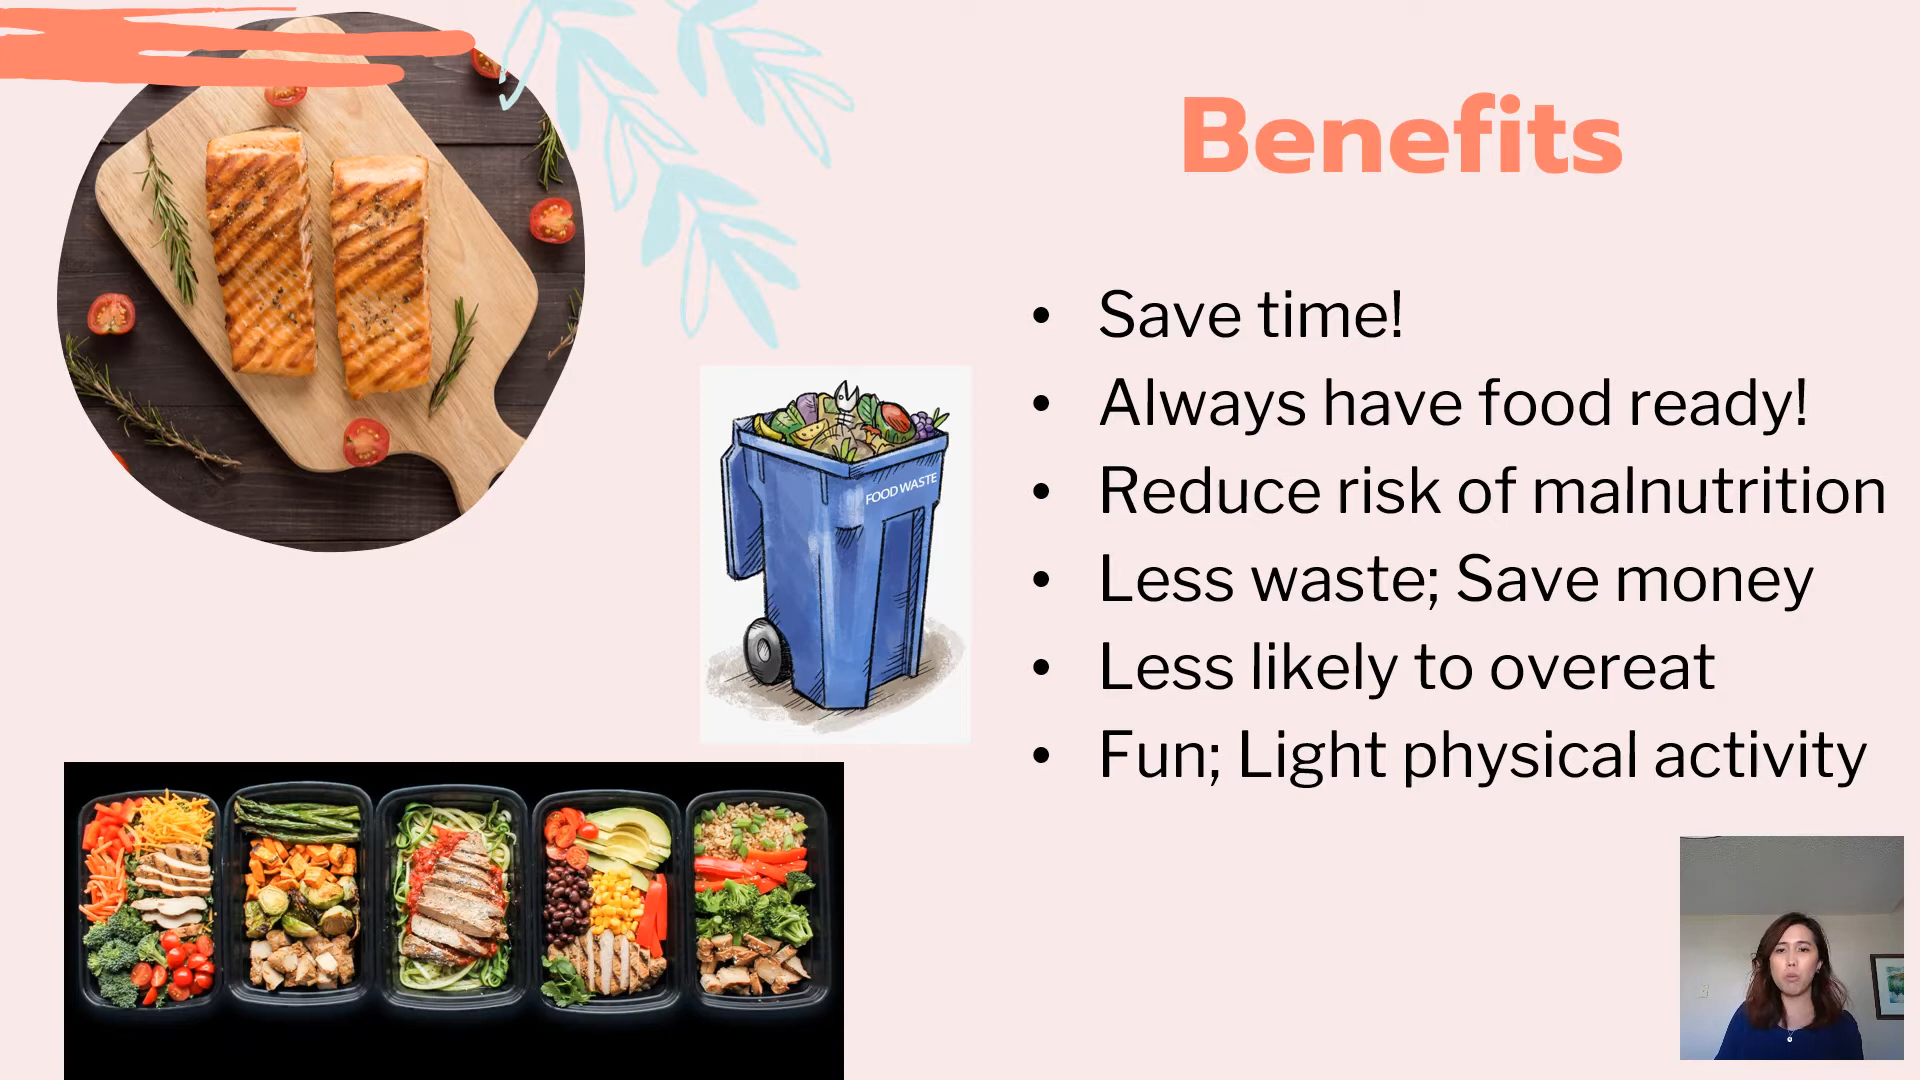 Benefits
• Save time!
• Always have food ready!
• Reduce risk of malnutrition
• Less waste; Save money
• Less likely to overeat
• Fun; Light physical activity
FOOD WASTE